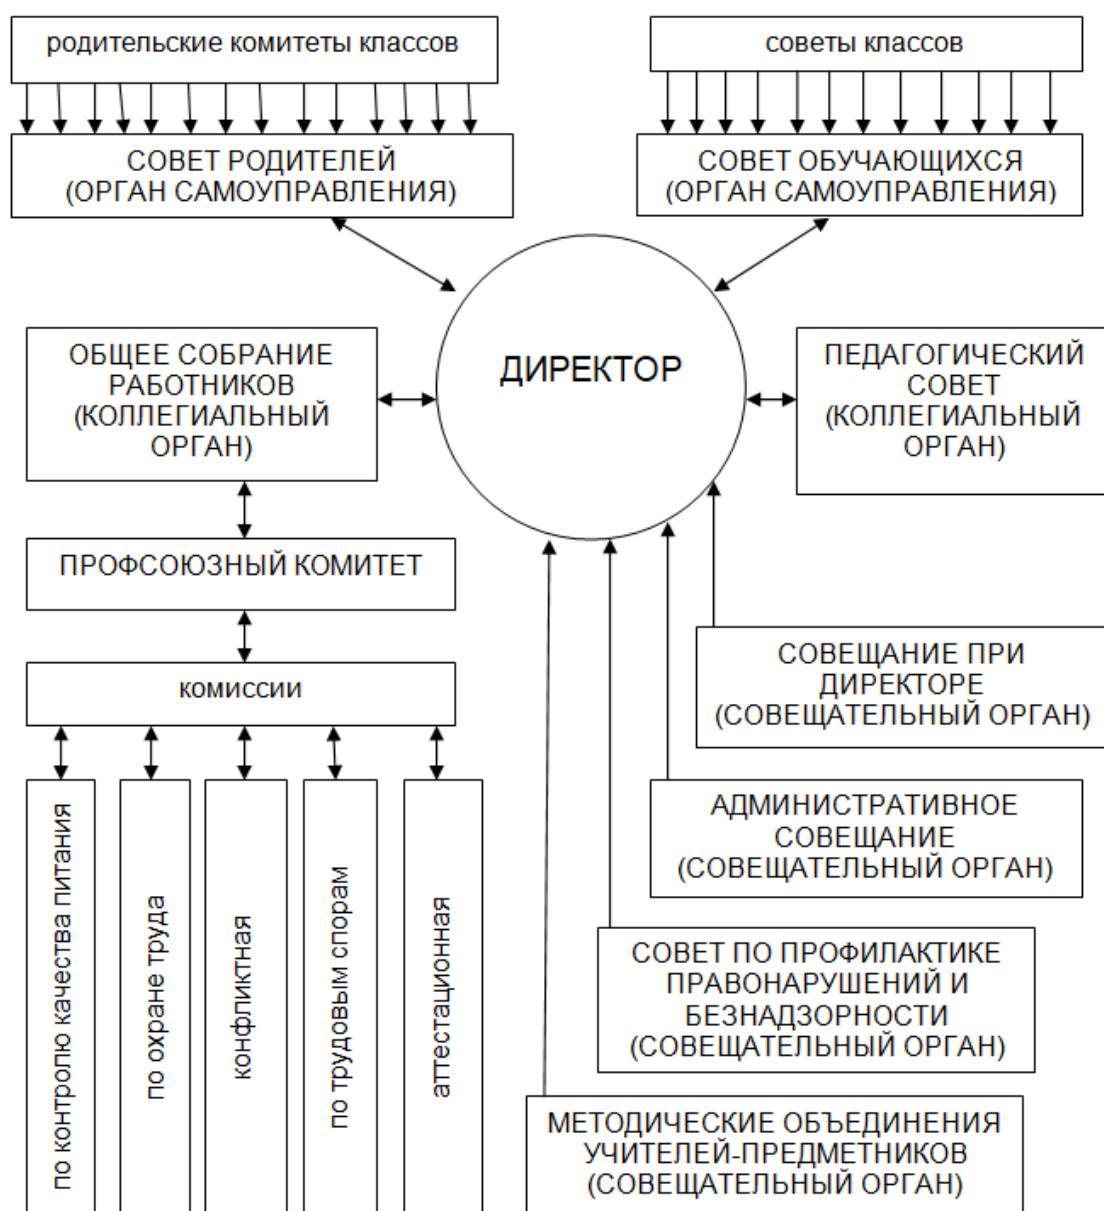 родительские комитеты классов
советы классов
СОВЕТ РОДИТЕЛЕЙ
(ОРГАН САМОУПРАВЛЕНИЯ)
СОВЕТ ОБУЧАЮЩИХСЯ
(ОРГАН САМОУПРАВЛЕНИЯ)
ДИРЕКТОР
ОБЩЕЕ СОБРАНИЕ
РАБОТНИКОВ
(КОЛЛЕГИАЛЬНЫЙ
ОРГАН)
ПЕДАГОГИЧЕСКИЙ
СОВЕТ
(КОЛЛЕГИАЛЬНЫЙ
ОРГАН)
ПРОФСОЮЗНЫЙ КОМИТЕТ
комиссии
по контролю качества питания
по охране труда
конфликтная
по трудовым спорам
аттестационная
СОВЕЩАНИЕ ПРИ
ДИРЕКТОРЕ
(СОВЕЩАТЕЛЬНЫЙ ОРГАН)
АДМИНИСТРАТИВНОЕ
СОВЕЩАНИЕ
(СОВЕЩАТЕЛЬНЫЙ ОРГАН)
СОВЕТ ПО ПРОФИЛАКТИКЕ
ПРАВОНАРУШЕНИЙ И
БЕЗНАДЗОРНОСТИ
(СОВЕЩАТЕЛЬНЫЙ ОРГАН)
МЕТОДИЧЕСКИЕ ОБЪЕДИНЕНИЯ
УЧИТЕЛЕЙ-ПРЕДМЕТНИКОВ
(СОВЕЩАТЕЛЬНЫЙ ОРГАН)